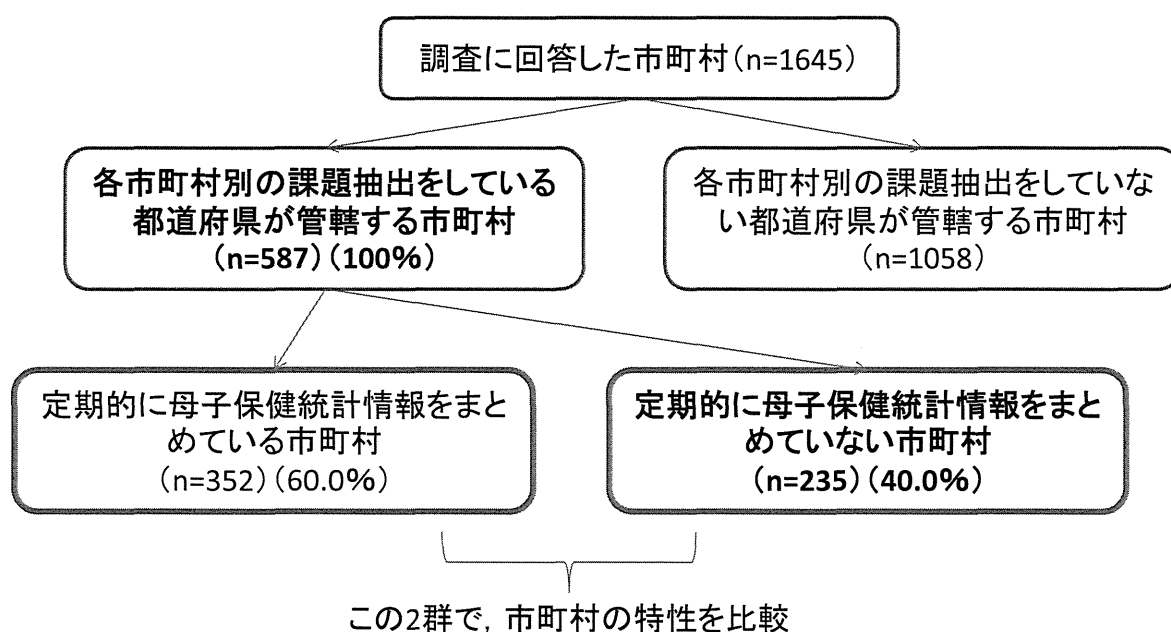 調査に回答した市町村(n=1645)
各市町村別の課題抽出をしている
都道府県が管轄する市町村
(n=587)(100%)
各市町村別の課題抽出をしていな
い都道府県が管轄する市町村
(n=1058)
定期的に母子保健統計情報をまと
めている市町村
(n=352)(60.0%)
定期的に母子保健統計情報をまと
めていない市町村
(n=235)(40.0%)
この2群で,市町村の特性を比較